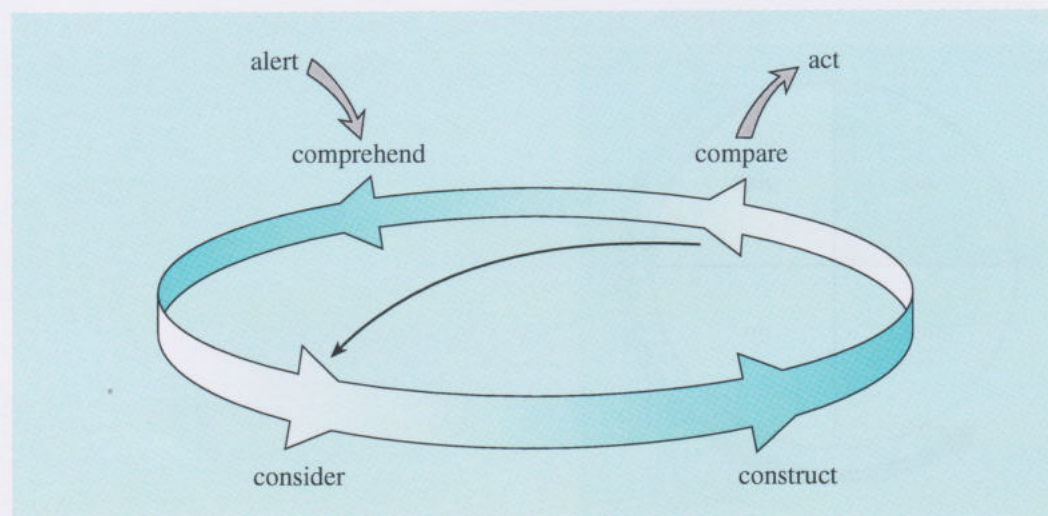 alert
act
comprehend
compare
consider
construct